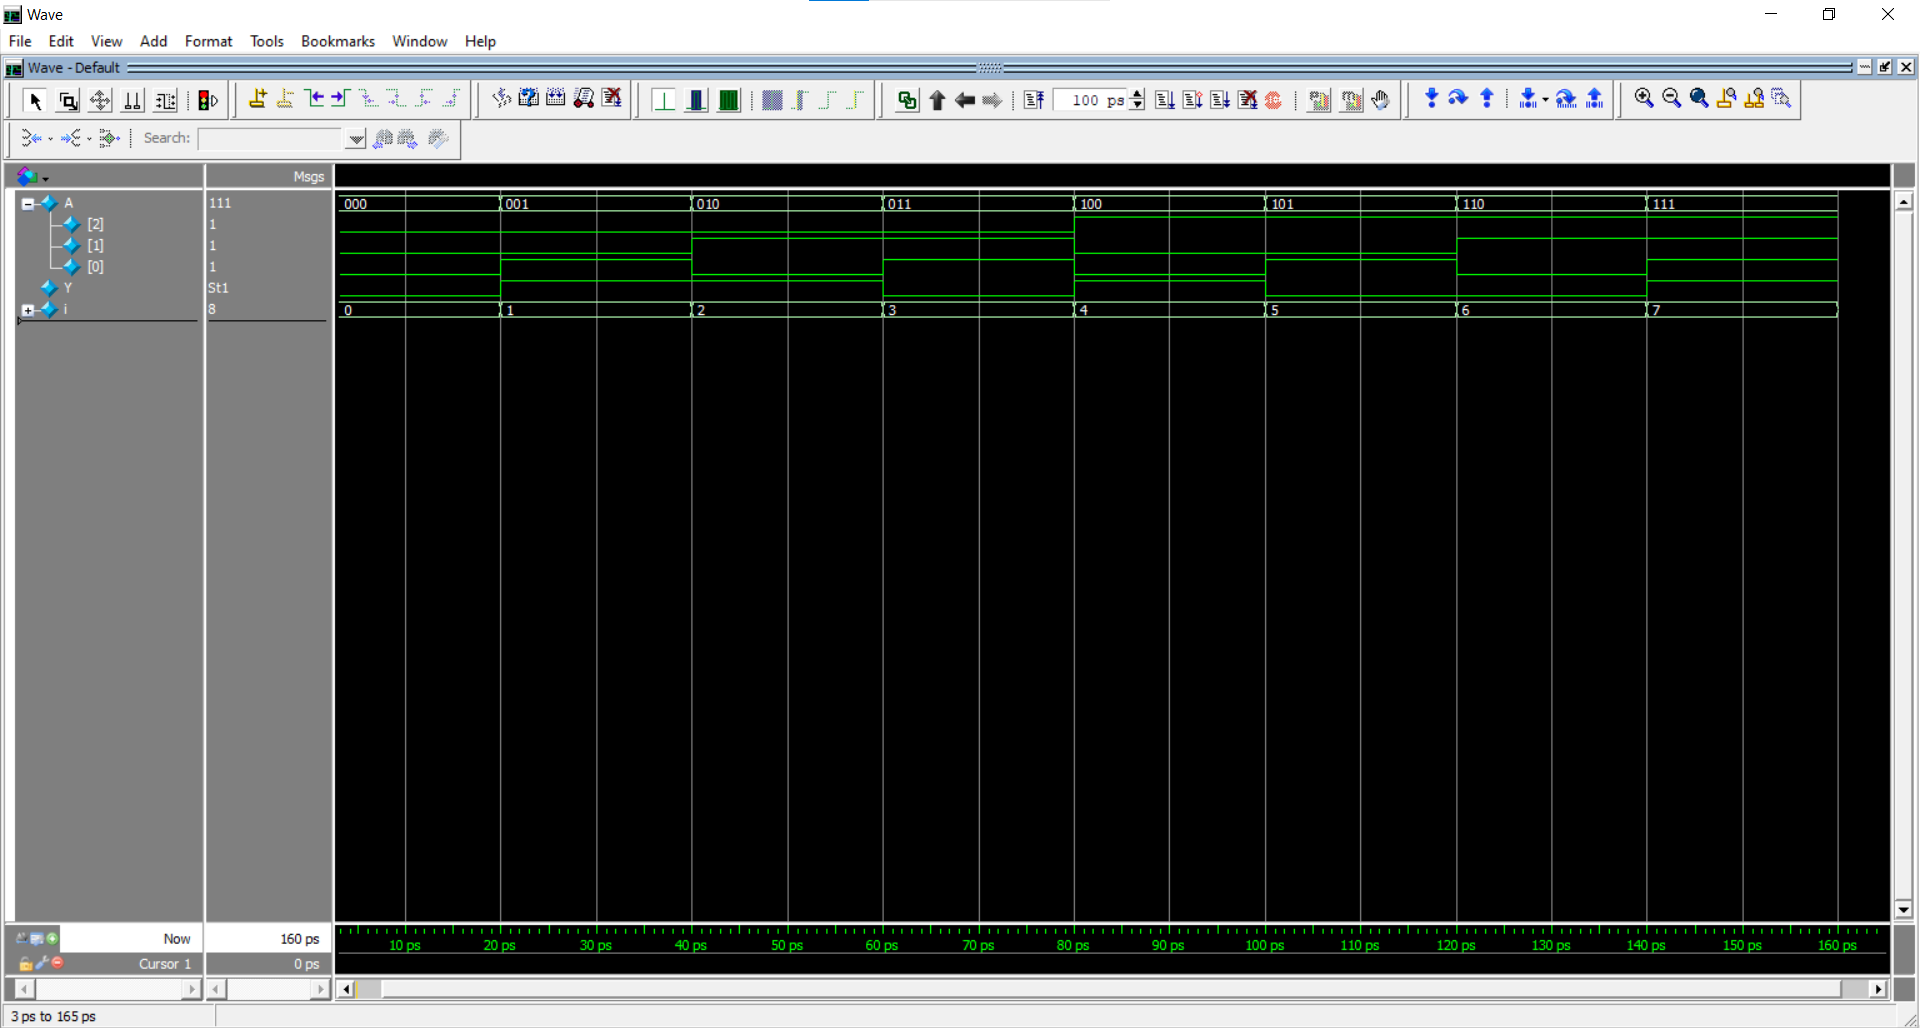 Wave
File Edit View Add Format Tools Bookmarks Window Help
Wave - Default
100 ps
Search:
Msgs
A 111 000 001 010 011 100 101 110 111
[2] 1
[1] 1
[0] 1
Y St1
i 8 0 1 2 3 4 5 6 7
Now 160 ps 10 ps 20 ps 30 ps 40 ps 50 ps 60 ps 70 ps 80 ps 90 ps 100 ps 110 ps 120 ps 130 ps 140 ps 150 ps 160 ps
Cursor 1 0 ps
3 ps to 165 ps